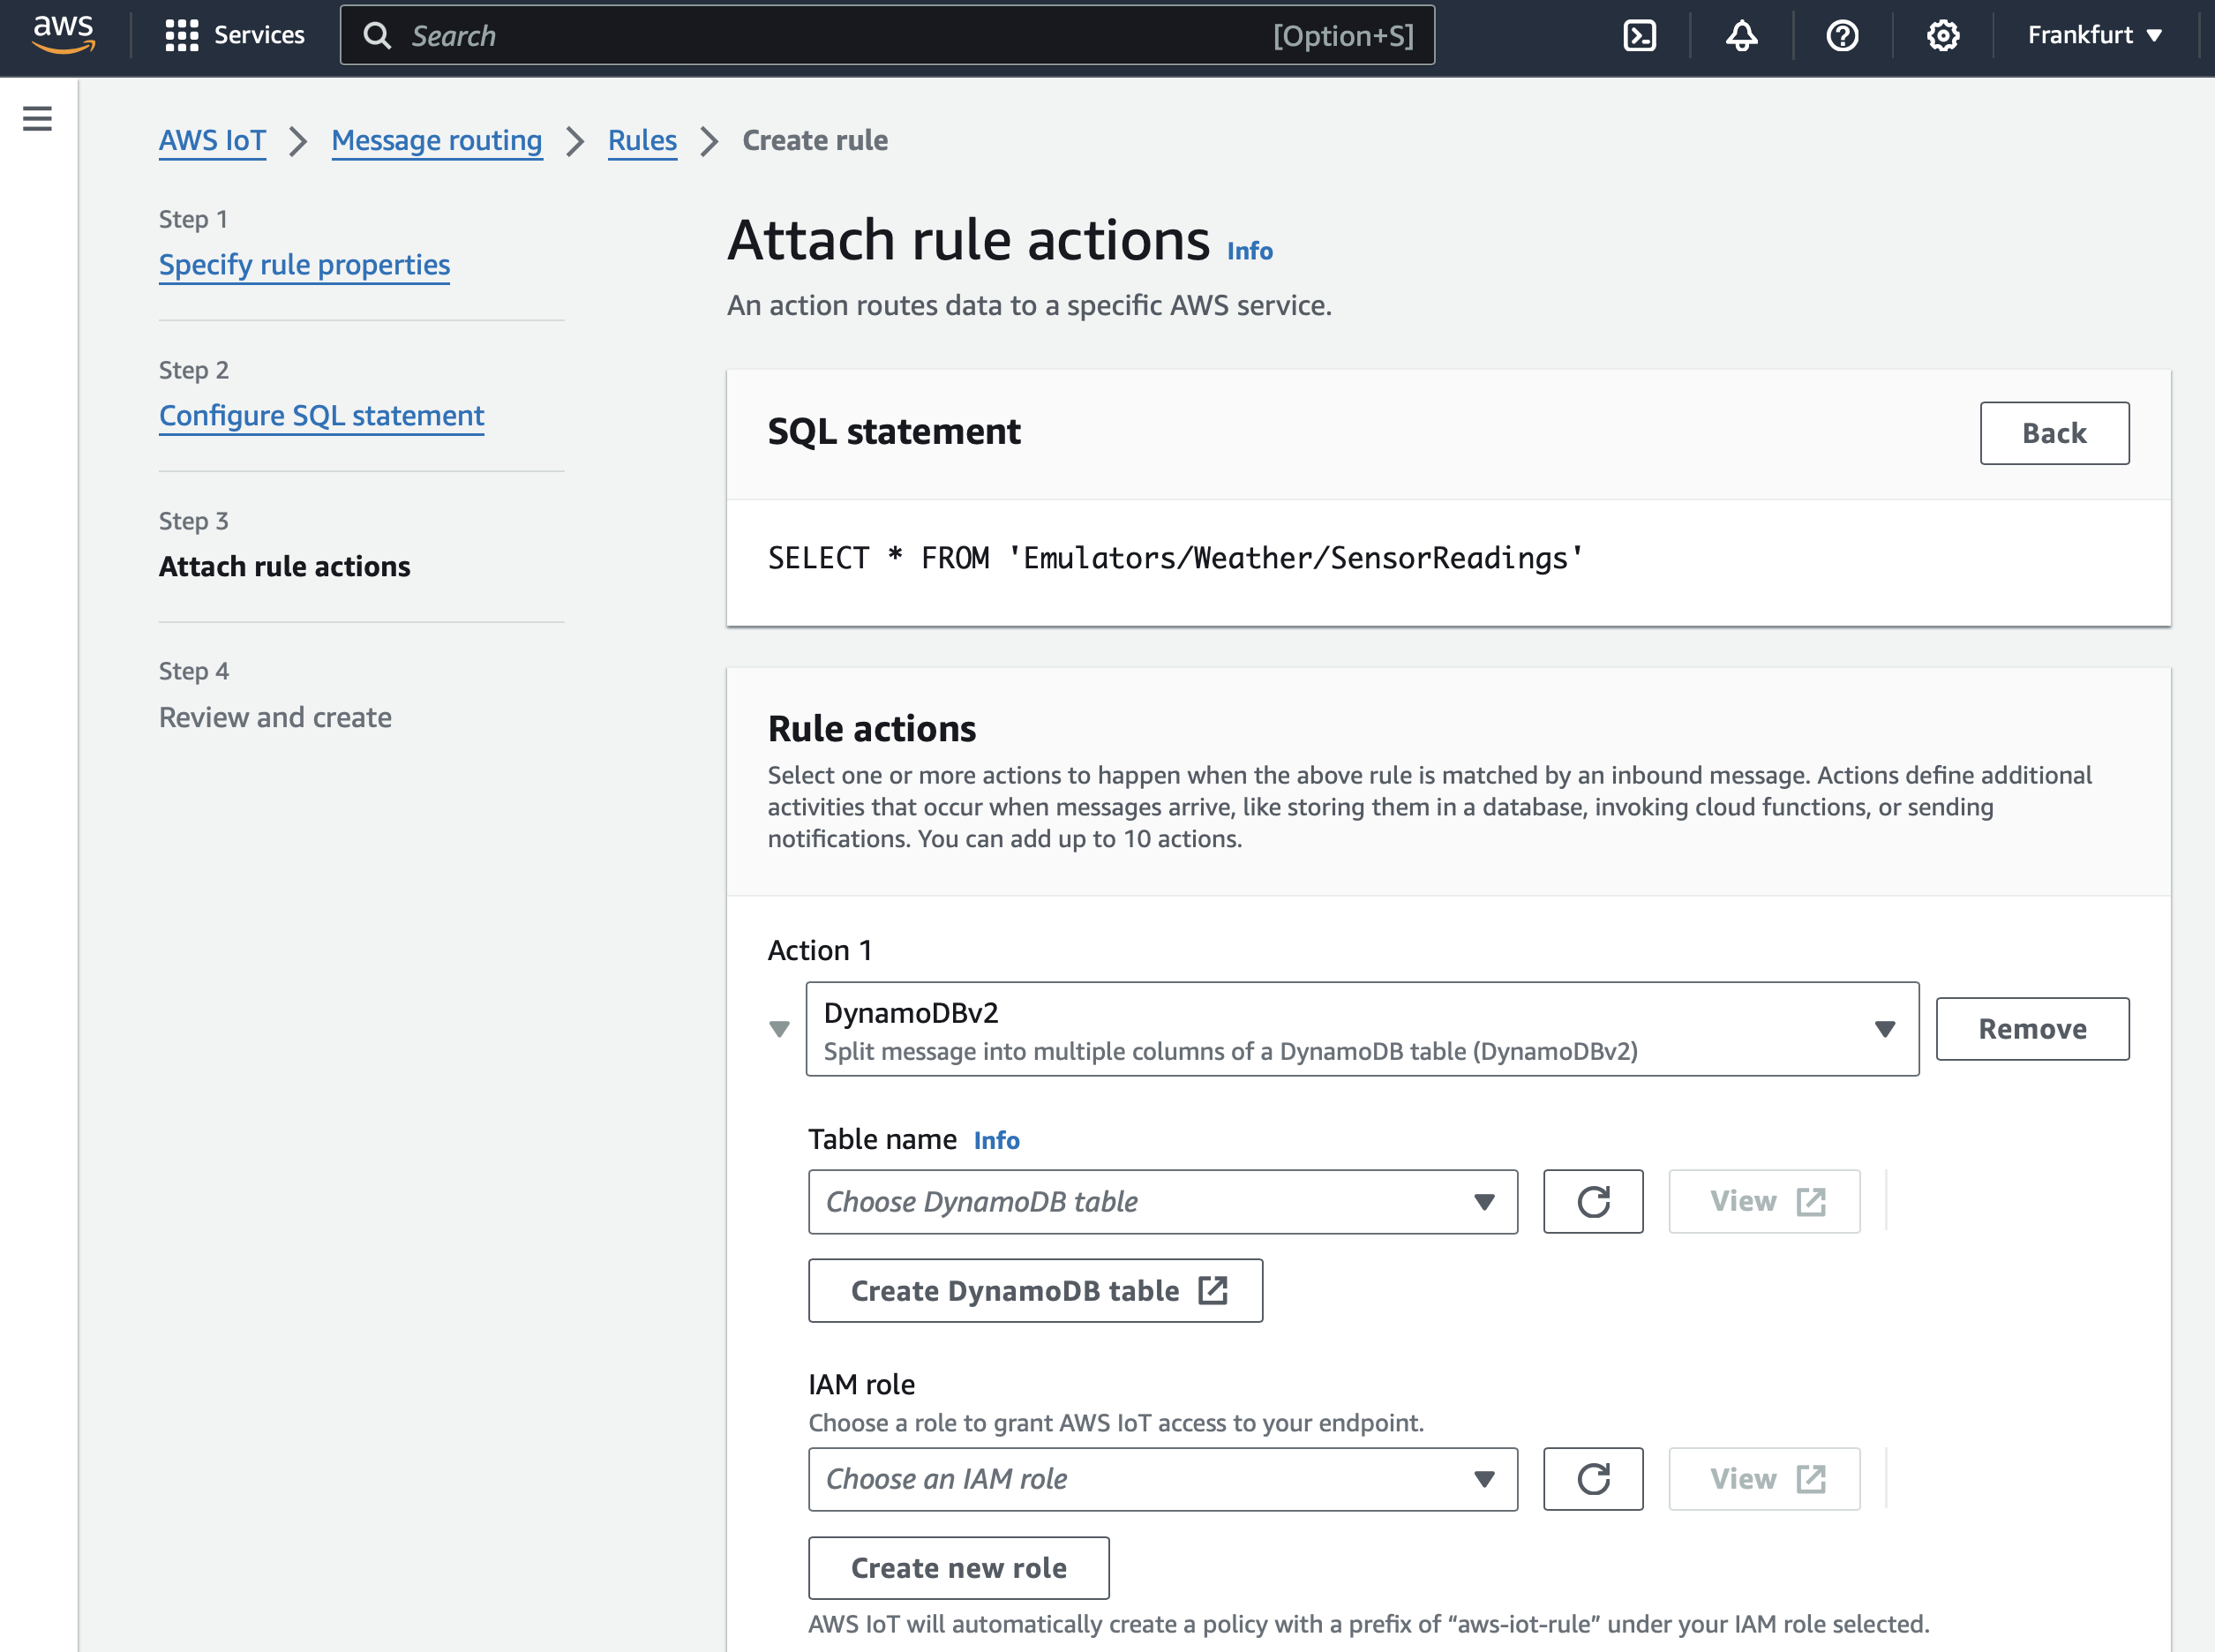 aws
Services
Search
[Option+S]
Frankfurt
AWS IoT
Message routing
Rules
Create rule
Step 1
Specify rule properties
Step 2
Configure SQL statement
Step 3
Attach rule actions
Step 4
Review and create
Attach rule actions Info
An action routes data to a specific AWS service.
SQL statement
Back
SELECT * FROM 'Emulators/Weather/SensorReadings'
Rule actions
Select one or more actions to happen when the above rule is matched by an inbound message. Actions define additional
activities that occur when messages arrive, like storing them in a database, invoking cloud functions, or sending
notifications. You can add up to 10 actions.
Action 1
DynamoDBv2
Split message into multiple columns of a DynamoDB table (DynamoDBv2)
Remove
Table name Info
Choose DynamoDB table
View
Create DynamoDB table
IAM role
Choose a role to grant AWS IoT access to your endpoint.
Choose an IAM role
View
Create new role
AWS IoT will automatically create a policy with a prefix of “aws-iot-rule” under your IAM role selected.